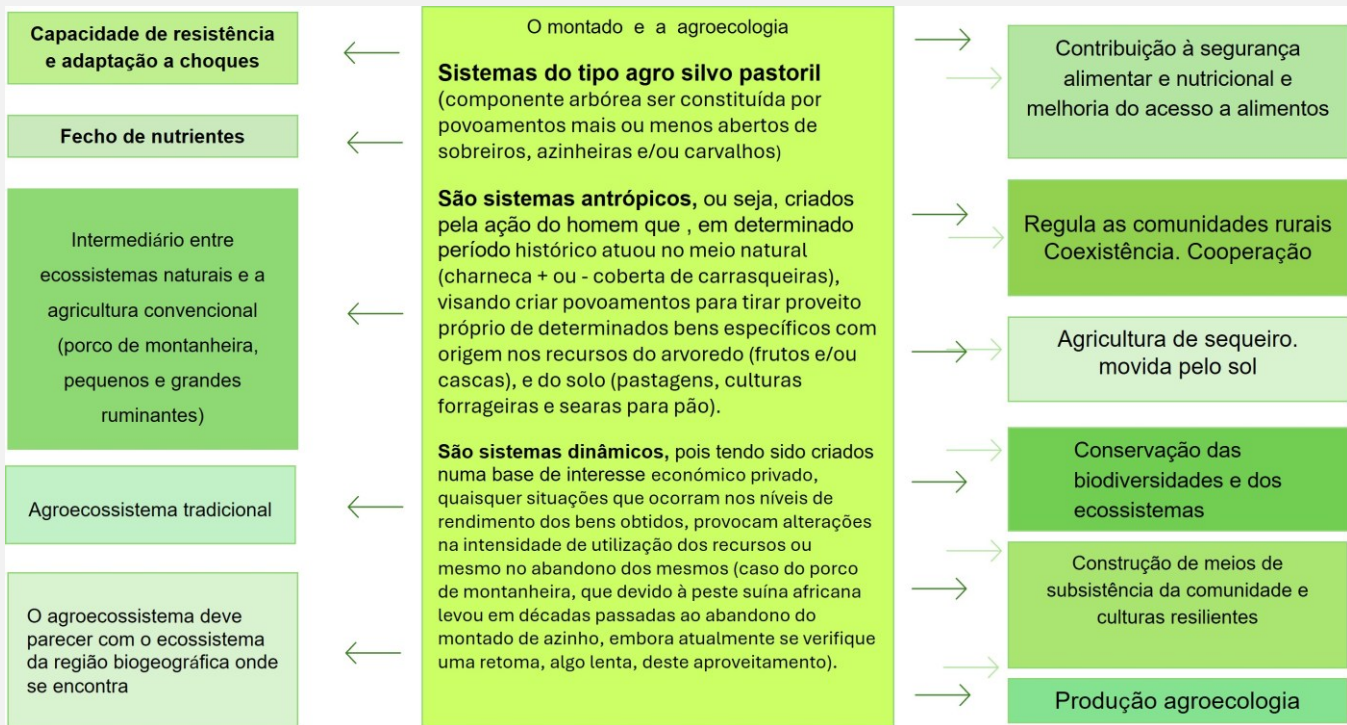 Capacidade de resistência
e adaptação a choques
Fecho de nutrientes
Intermediário entre
ecossistemas naturais e a
agricultura convencional
(porco de montanheira,
pequenos e grandes
ruminantes)
Agroecossistema tradicional
O agroecossistema deve
parecer com o ecossistema
da região biogeográfica onde
se encontra
O montado e a agroecologia
Sistemas do tipo agro silvo pastoril
(componente arbórea ser constituída por
povoamentos mais ou menos abertos de
sobreiros, azinheiras e/ou carvalhos)
São sistemas antrópicos, ou seja, criados
pela ação do homem que , em determinado
período histórico atuou no meio natural
(charneca + ou - coberta de carrasqueiras),
visando criar povoamentos para tirar proveito
próprio de determinados bens específicos com
origem nos recursos do arvoredo (frutos e/ou
cascas), e do solo (pastagens, culturas
forrageiras e searas para pão).
São sistemas dinâmicos, pois tendo sido criados
numa base de interesse económico privado,
quaisquer situações que ocorram nos níveis de
rendimento dos bens obtidos, provocam alterações
na intensidade de utilização dos recursos ou
mesmo no abandono dos mesmos (caso do porco
de montanheira, que devido à peste suína africana
levou em décadas passadas ao abandono do
montado de azinho, embora atualmente se verifique
uma retoma, algo lenta, deste aproveitamento).
Contribuição à segurança
alimentar e nutricional e
melhoria do acesso a alimentos
Regula as comunidades rurais
Coexistência. Cooperação
Agricultura de sequeiro.
movida pelo sol
Conservação das
biodiversidades e dos
ecossistemas
Construção de meios de
subsistência da comunidade e
culturas resilientes
Produção agroecologia